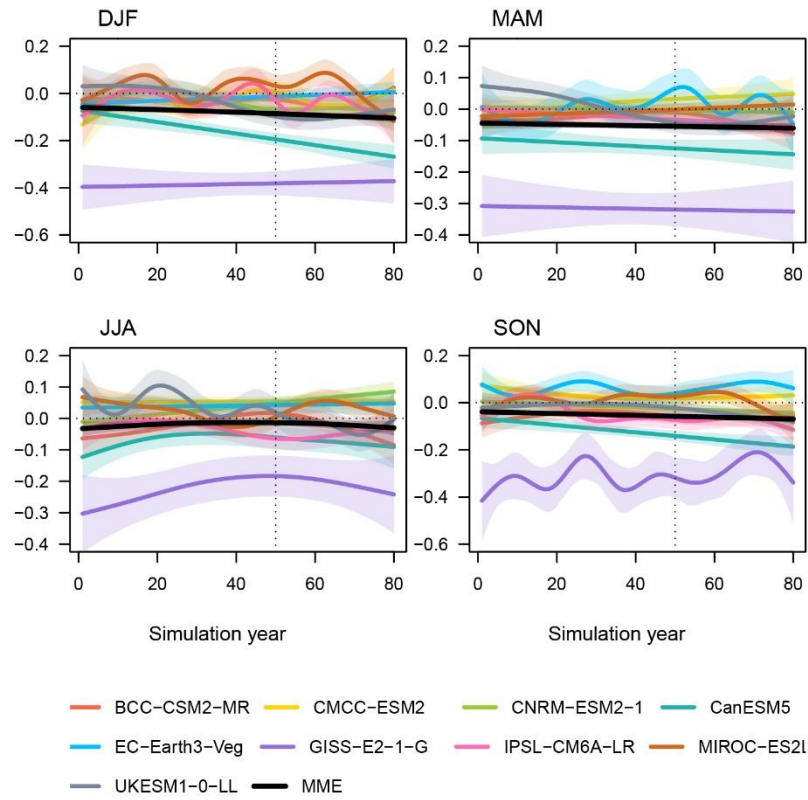 DJF MAM
0.2 0.2
0.0 0.1
−0.2 0.0
−0.4 −0.1
−0.6 −0.2
−0.3
−0.4
0 20 40 60 80 0 20 40 60 80
JJA SON
0.2 0.2
0.1 0.0
0.0 −0.2
−0.1 −0.4
−0.2 −0.6
−0.3
−0.4
0 20 40 60 80 0 20 40 60 80
Simulation year Simulation year
BCC−CSM2−MR CMCC−ESM2 CNRM−ESM2−1 CanESM5
EC−Earth3−Veg GISS−E2−1−G IPSL−CM6A−LR MIROC−ES2L
UKESM1−0−LL MME